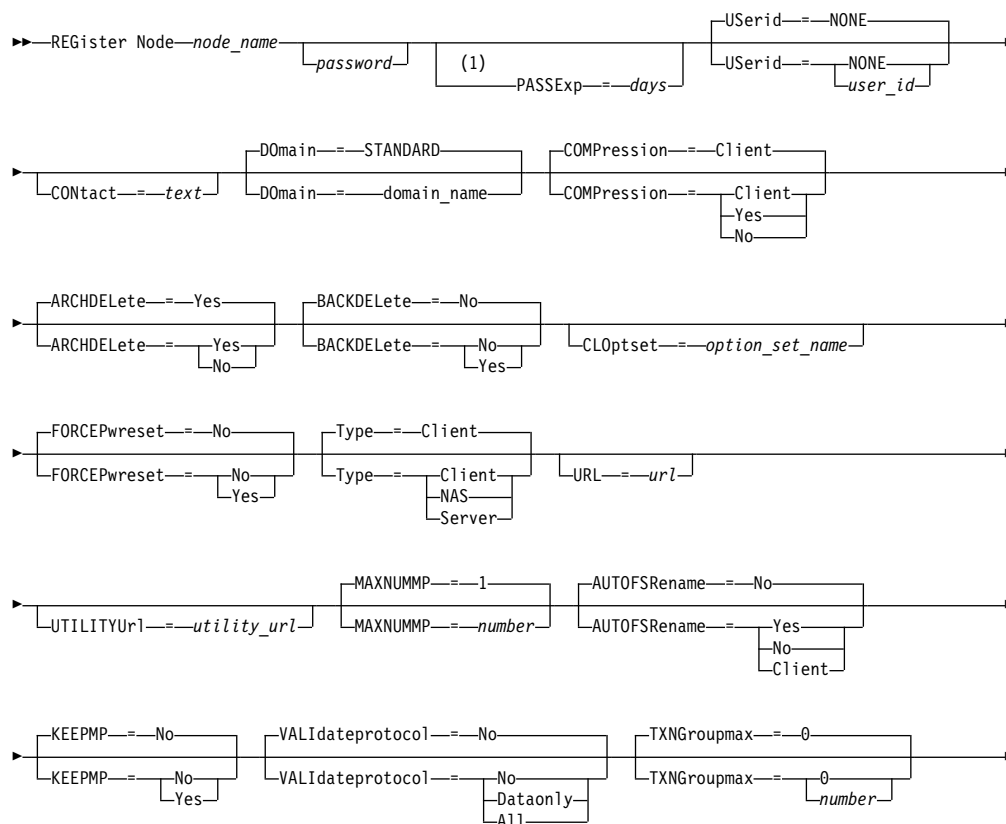 REGister Node node_name password (1) PASSExp = days USerid = NONE USerid = NONE user_id
CONtact = text DOmain = STANDARD DOmain = domain_name COMPression = Client COMPression = Client Yes No
ARCHDELete = Yes ARCHDELete = Yes No BACKDELete = No BACKDELete = No Yes CLOptset = option_set_name
FORCEPwreset = No FORCEPwreset = No Yes Type = Client Type = Client NAS Server URL = url
UTILITYUrl = utility_url MAXNUMMP = 1 MAXNUMMP = number AUTOFSRename = No AUTOFSRename = Yes No Client
KEEPMP = No KEEPMP = No Yes VALIdateprotocol = No VALIdateprotocol = No Dataonly All TXNGroupmax = 0 TXNGroupmax = 0 number